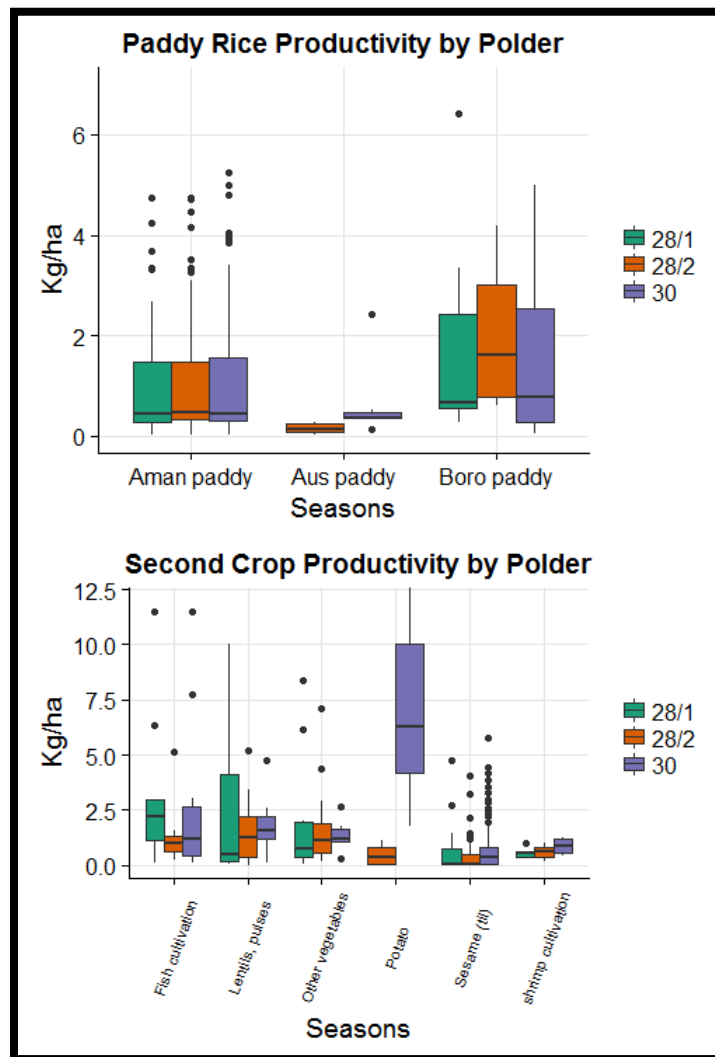 Paddy Rice Productivity by Polder
6
4
2
0
Kg/ha
Aman paddy Aus paddy Boro paddy
Seasons
28/1
28/2
30
Second Crop Productivity by Polder
12.5
10.0
7.5
5.0
2.5
0.0
Kg/ha
Fish cultivation
Lentils, pulses
Other vegetables
Potato
Sesame (til)
shrimp cultivation
Seasons
28/1
28/2
30